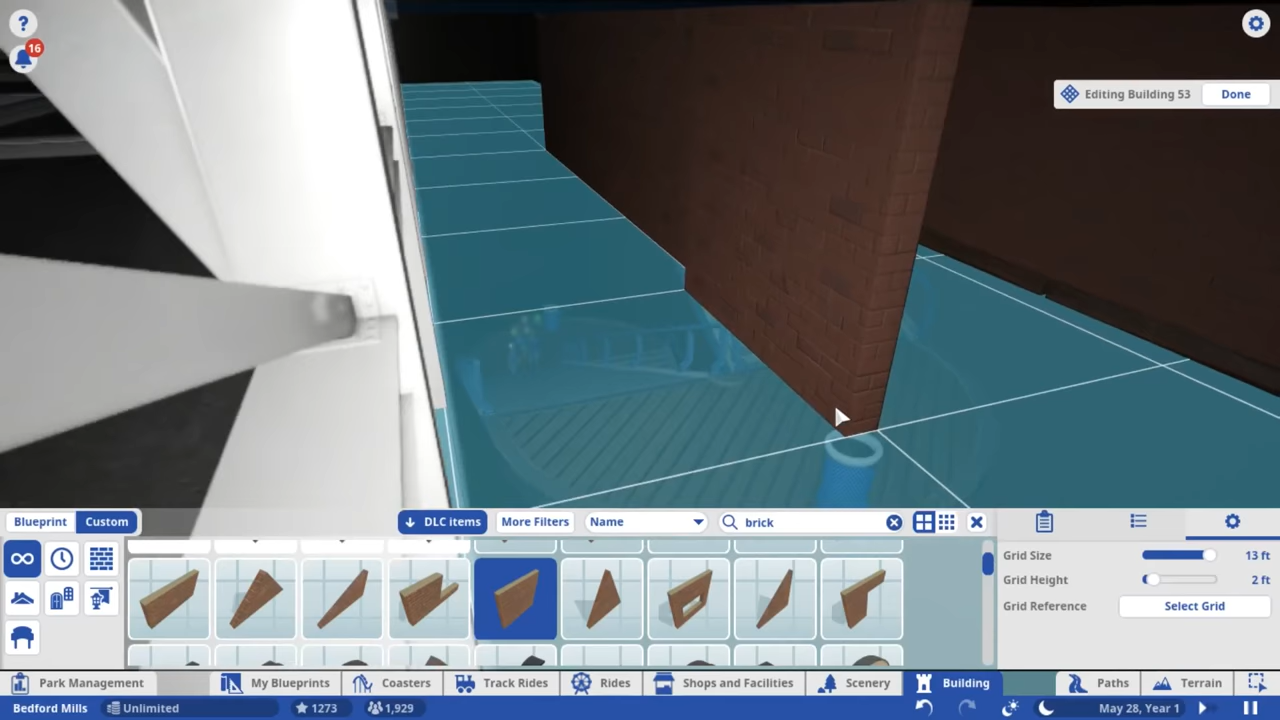 ?
16
Editing Building 53
Done
Blueprint
Custom
DLC items
More Filters
Name
brick
Grid Size
13 ft
Grid Height
2 ft
Grid Reference
Select Grid
Park Management
My Blueprints
Coasters
Track Rides
Rides
Shops and Facilities
Scenery
Building
Paths
Terrain
Bedford Mills
Unlimited
1273
1,929
May 28, Year 1